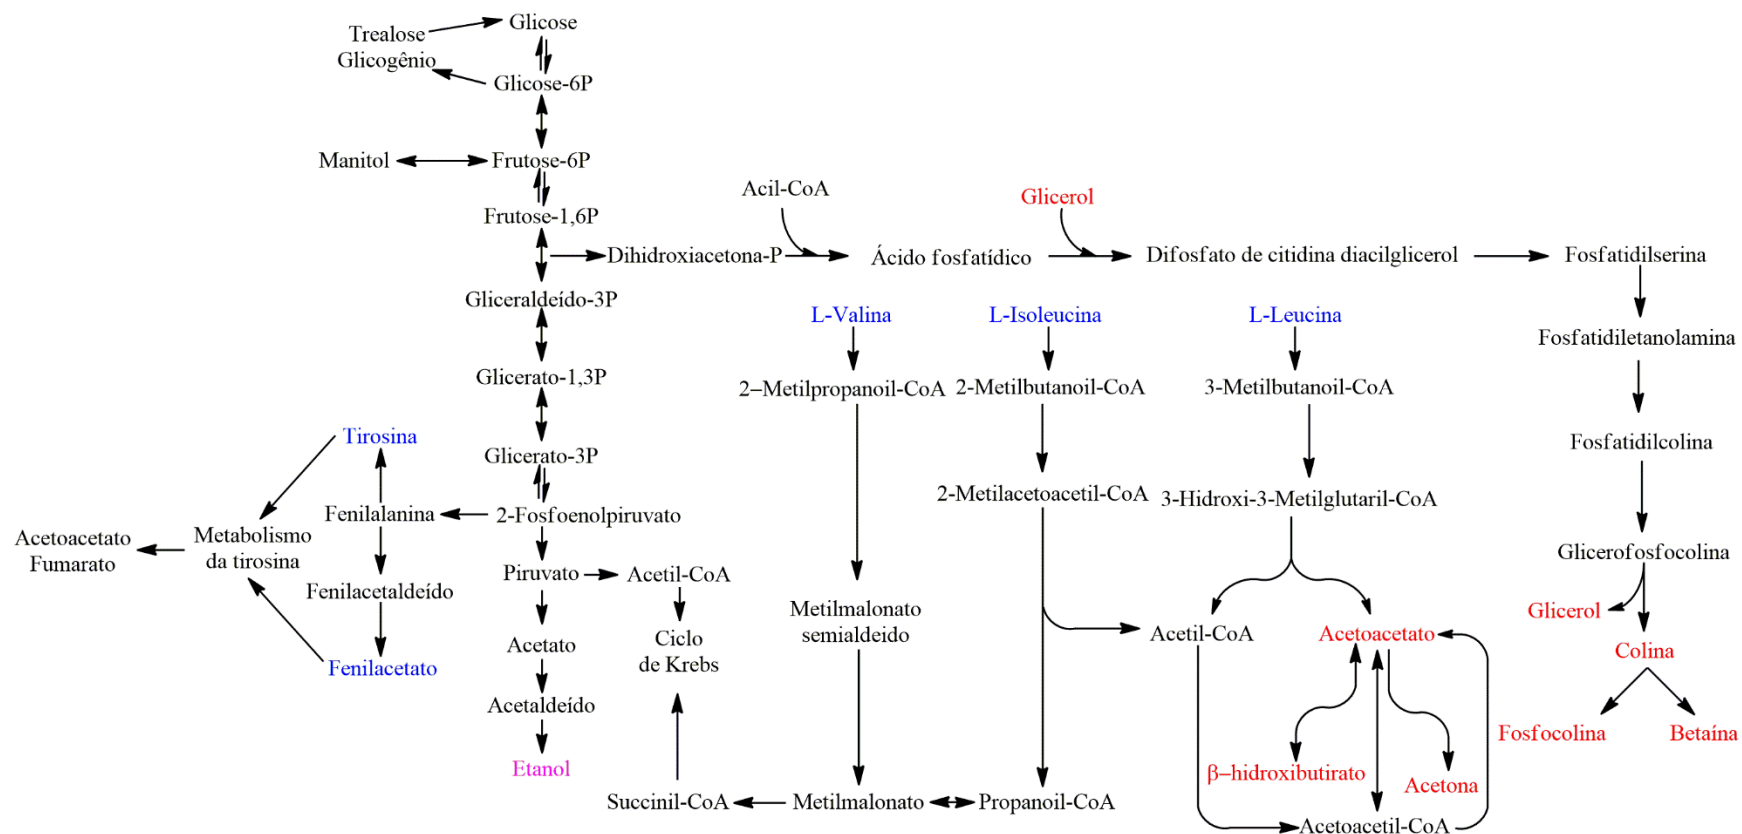 Glicose
Trealose
Glicogênio
Glicose-6P
Manitol
Frutose-6P
Acil-CoA
Glicerol
Frutose-1,6P
Dihidroxiacetona-P
Ácido fosfatídico
Difosfato de citidina diacilglicerol
Fosfatidilserina
Gliceraldeído-3P
L-Valina
L-Isoleucina
L-Leucina
Fosfatidiletanolamina
Glicerato-1,3P
2–Metilpropanoil-CoA
2-Metilbutanoil-CoA
3-Metilbutanoil-CoA
Tirosina
Fosfatidilcolina
Glicerato-3P
2-Metilacetoacetil-CoA
3-Hidroxi-3-Metilglutaril-CoA
Fenilalanina
2-Fosfoenolpiruvato
Acetoacetato
Fumarato
Metabolismo
da tirosina
Glicerofosfocolina
Piruvato
Acetil-CoA
Fenilacetaldeído
Metilmalonato
semialdeido
Glicerol
Acetil-CoA
Acetoacetato
Acetato
Ciclo
de Krebs
Colina
Fenilacetato
Acetaldeído
Fosfocolina
Betaína
Etanol
β–hidroxibutirato
Acetona
Succinil-CoA
Metilmalonato
Propanoil-CoA
Acetoacetil-CoA